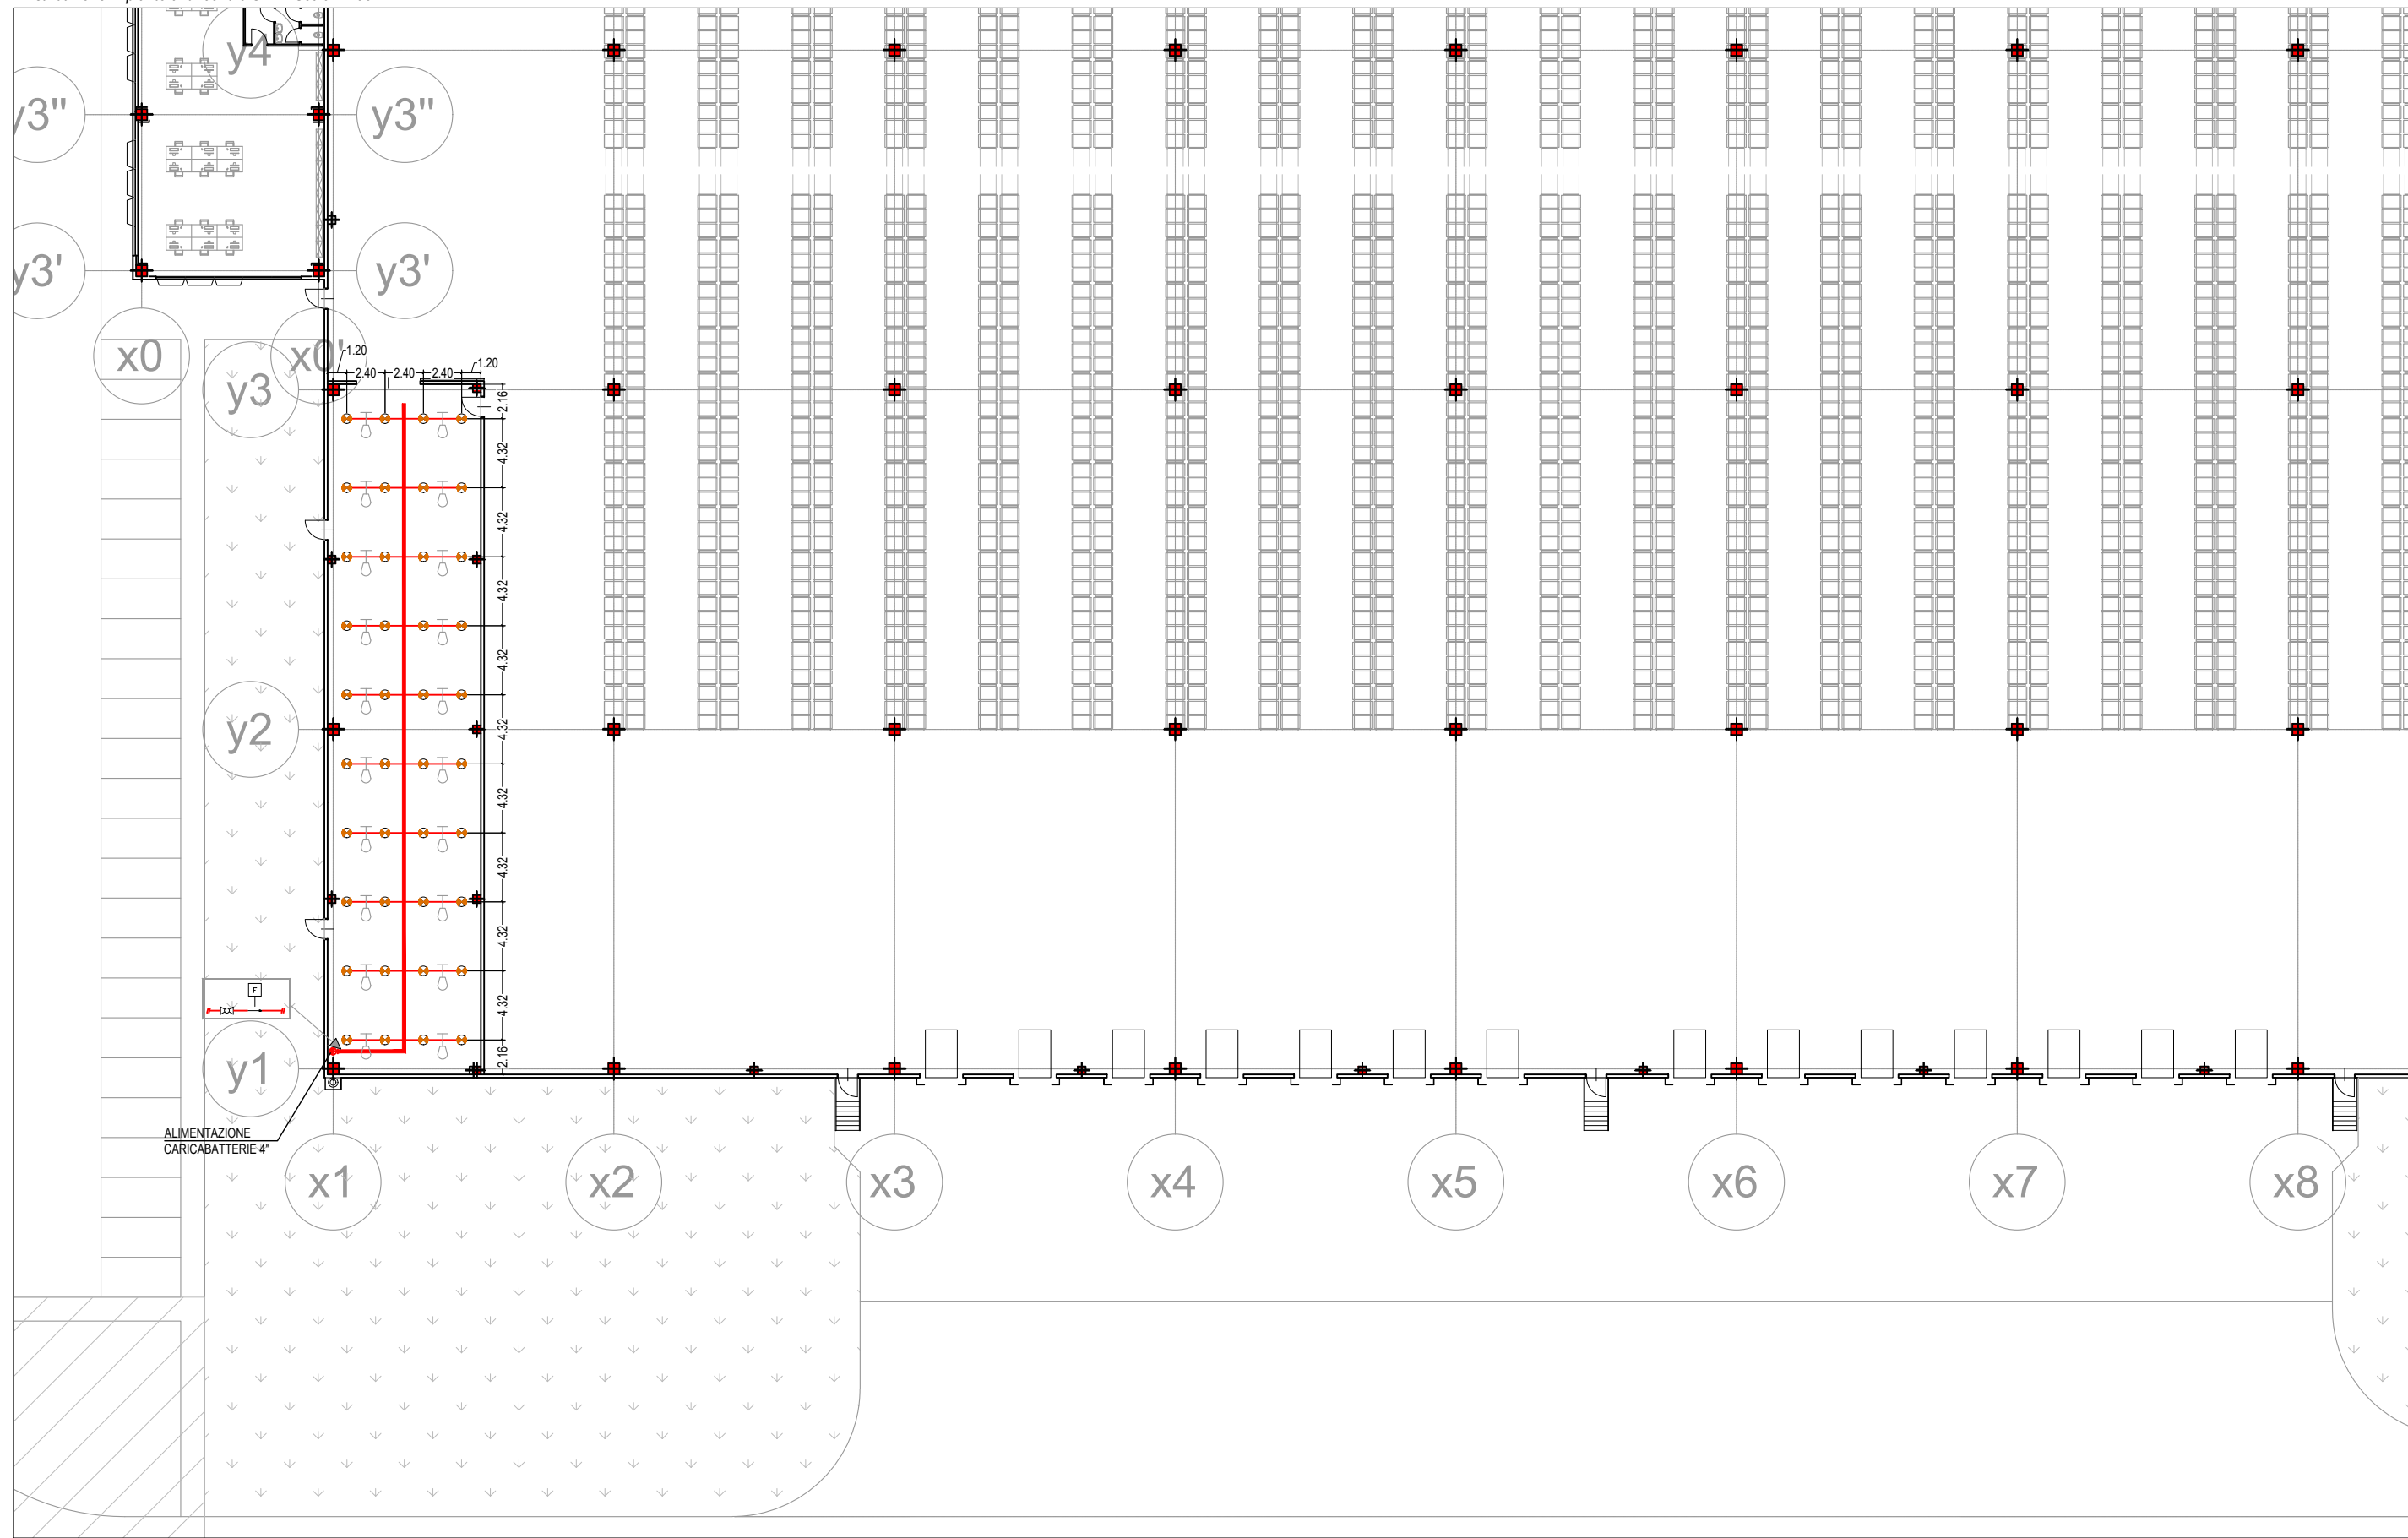 y4
y3" y3"
y3' y3'
x0 x0'
1.20 2.40 2.40 2.40 1.20
y3
2.16
4.32
4.32
4.32
4.32
y2
4.32
4.32
4.32
4.32
4.32
2.16
F
y1
ALIMENTAZIONE
CARICABATTERIE 4"
x1 x2 x3 x4 x5 x6 x7 x8